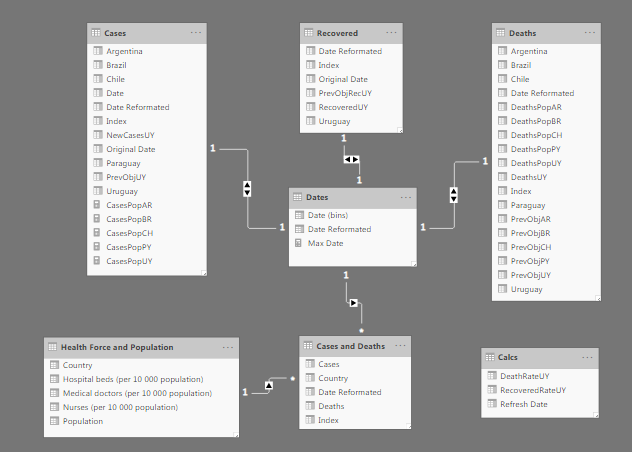 Cases
Argentina
Brazil
Chile
Date
Date Reformated
Index
NewCasesUY
Original Date
Paraguay
PrevObjUY
Uruguay
CasesPopAR
CasesPopBR
CasesPopCH
CasesPopPY
CasesPopUY
Recovered
Date Reformated
Index
Original Date
PrevObjRecUY
RecoveredUY
Uruguay
Deaths
Argentina
Brazil
Chile
Date Reformated
DeathsPopAR
DeathsPopBR
DeathsPopCH
DeathsPopPY
DeathsPopUY
DeathsUY
Index
Paraguay
PrevObjAR
PrevObjBR
PrevObjCH
PrevObjPY
PrevObjUY
Uruguay
1
1
1
1
1
1
Dates
Date (bins)
Date Reformated
Max Date
1
*
Health Force and Population
Country
Hospital beds (per 10 000 population)
Medical doctors (per 10 000 population)
Nurses (per 10 000 population)
Population
1
*
Cases and Deaths
Cases
Country
Date Reformated
Deaths
Index
Calcs
DeathRateUY
RecoveredRateUY
Refresh Date